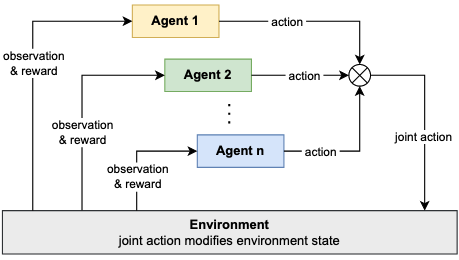 Agent 1
action
observation
& reward
Agent 2
action
observation
& reward
joint action
Agent n
action
observation
& reward
Environment
joint action modifies environment state